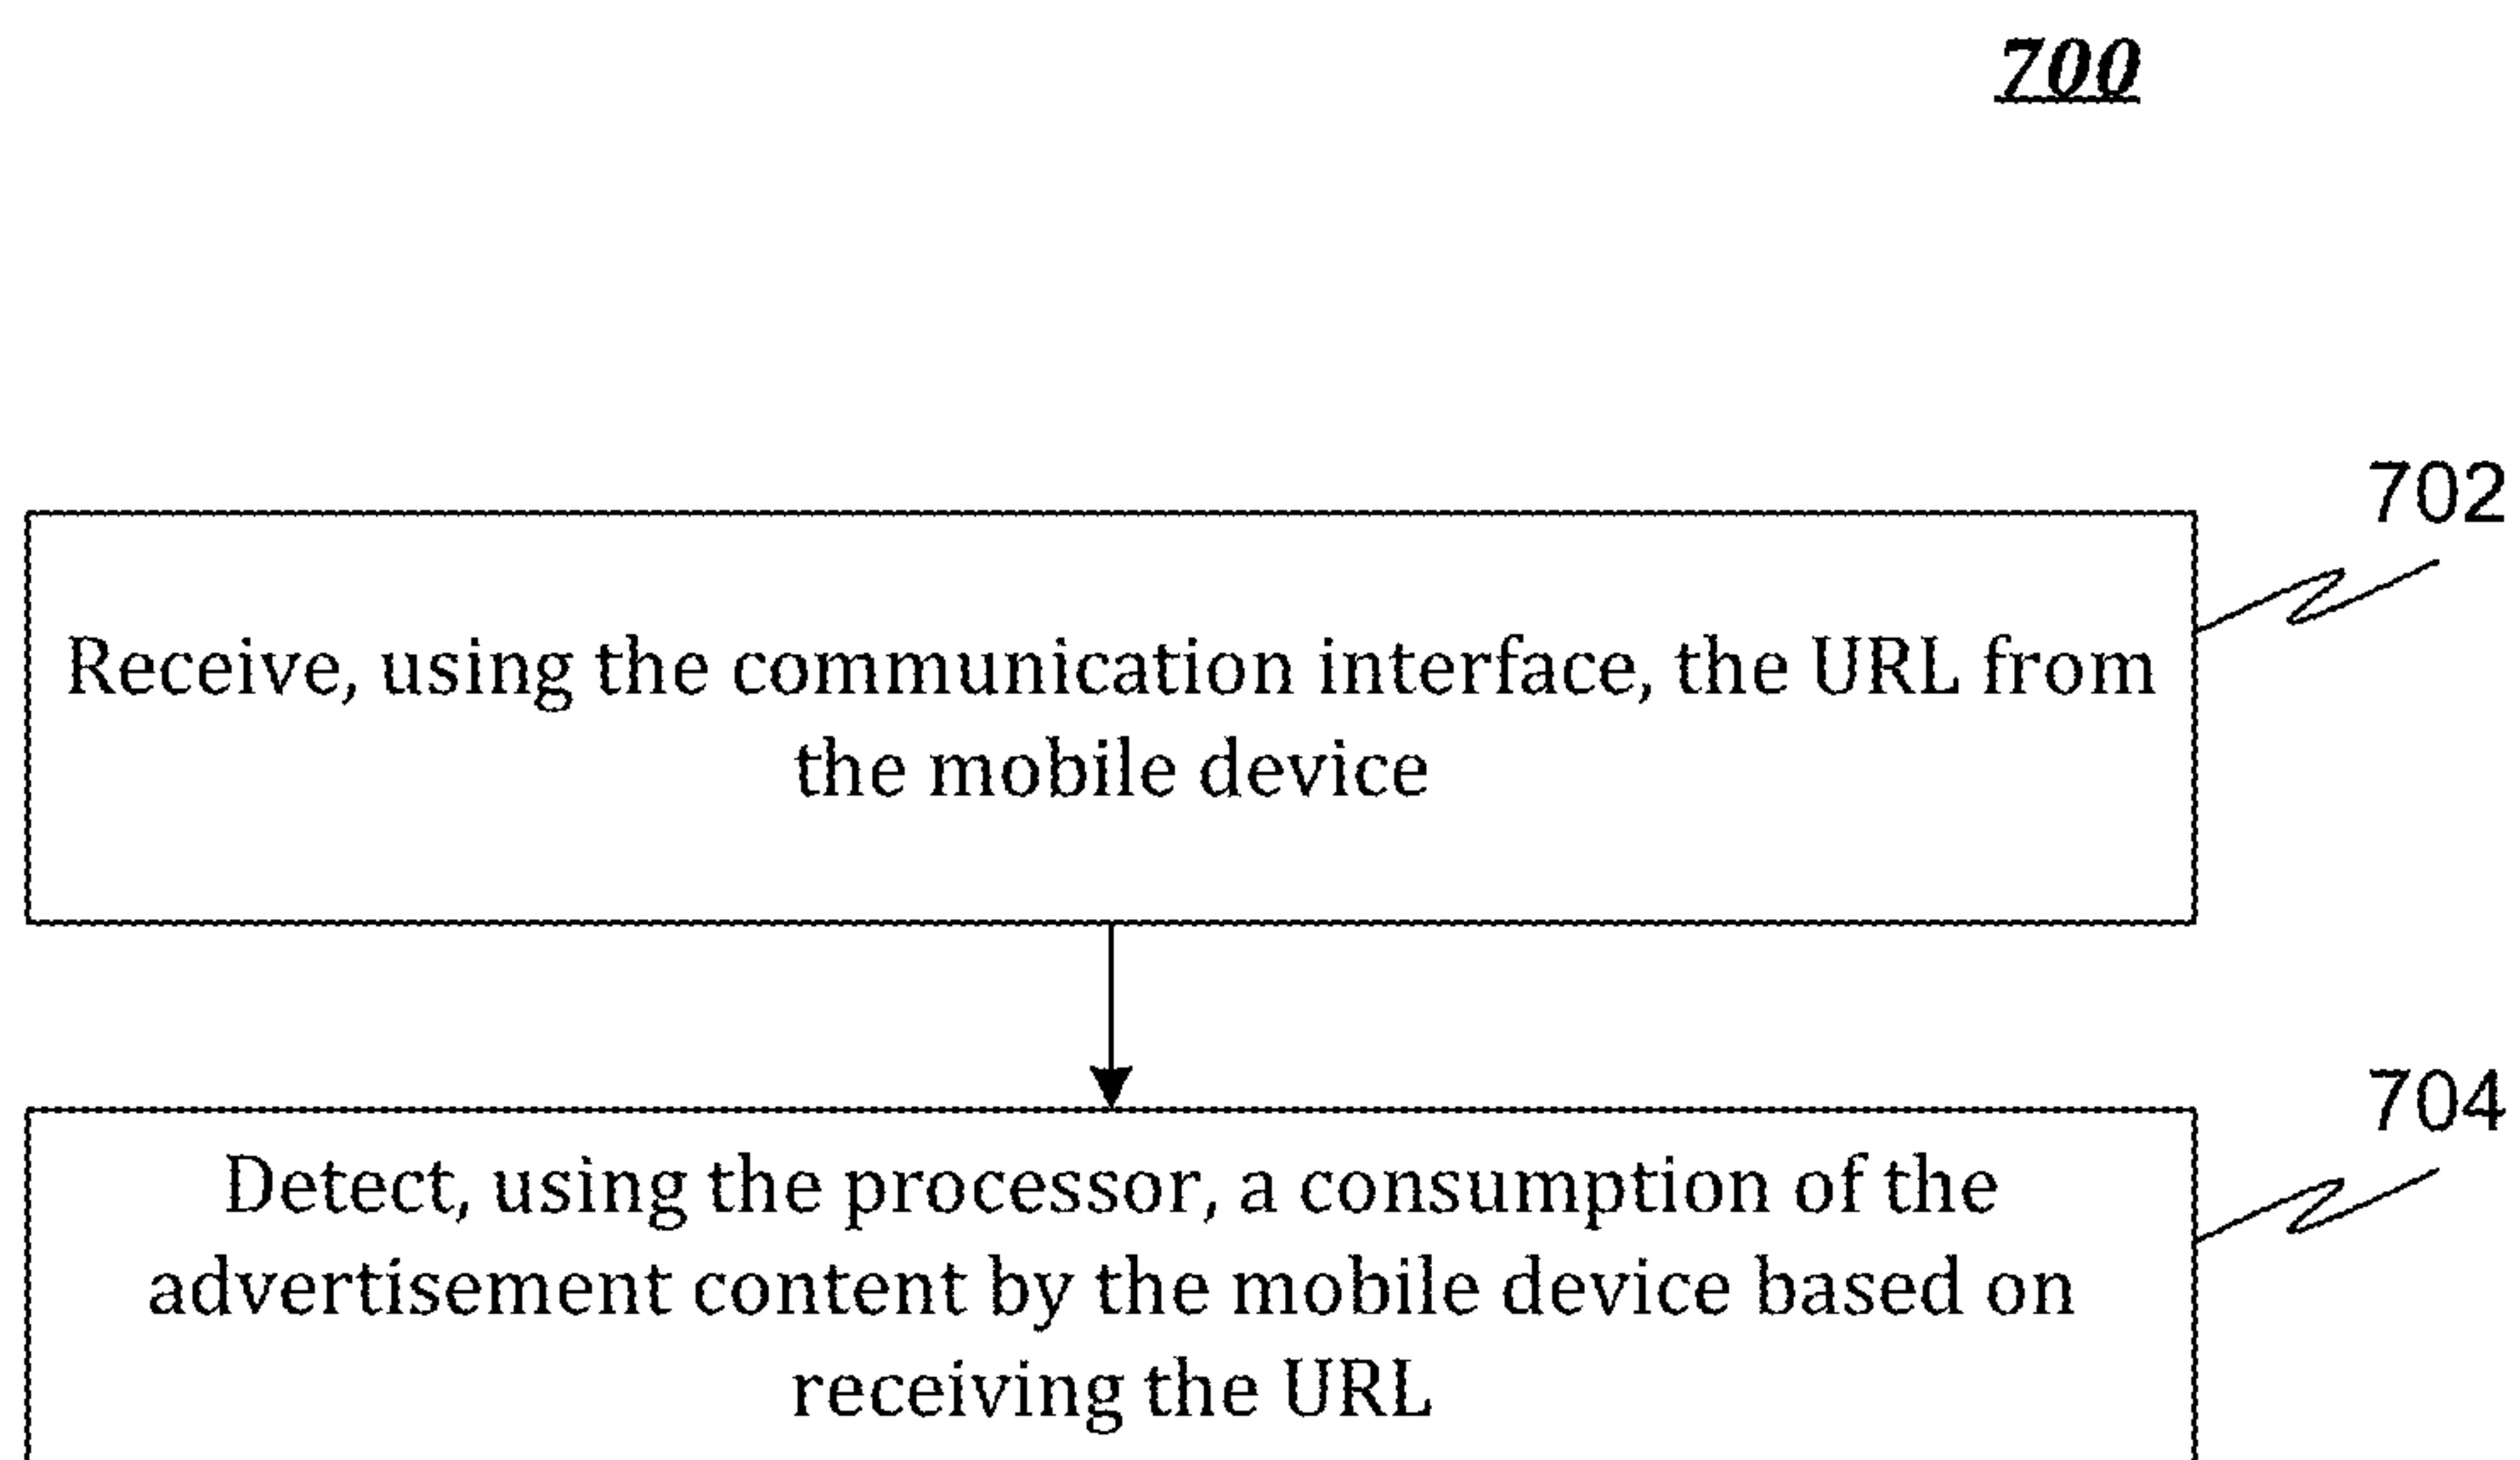 700
702
Receive, using the communication interface, the URL from
the mobile device
704
Detect, using the processor, a consumption of the
advertisement content by the mobile device based on
receiving the URL